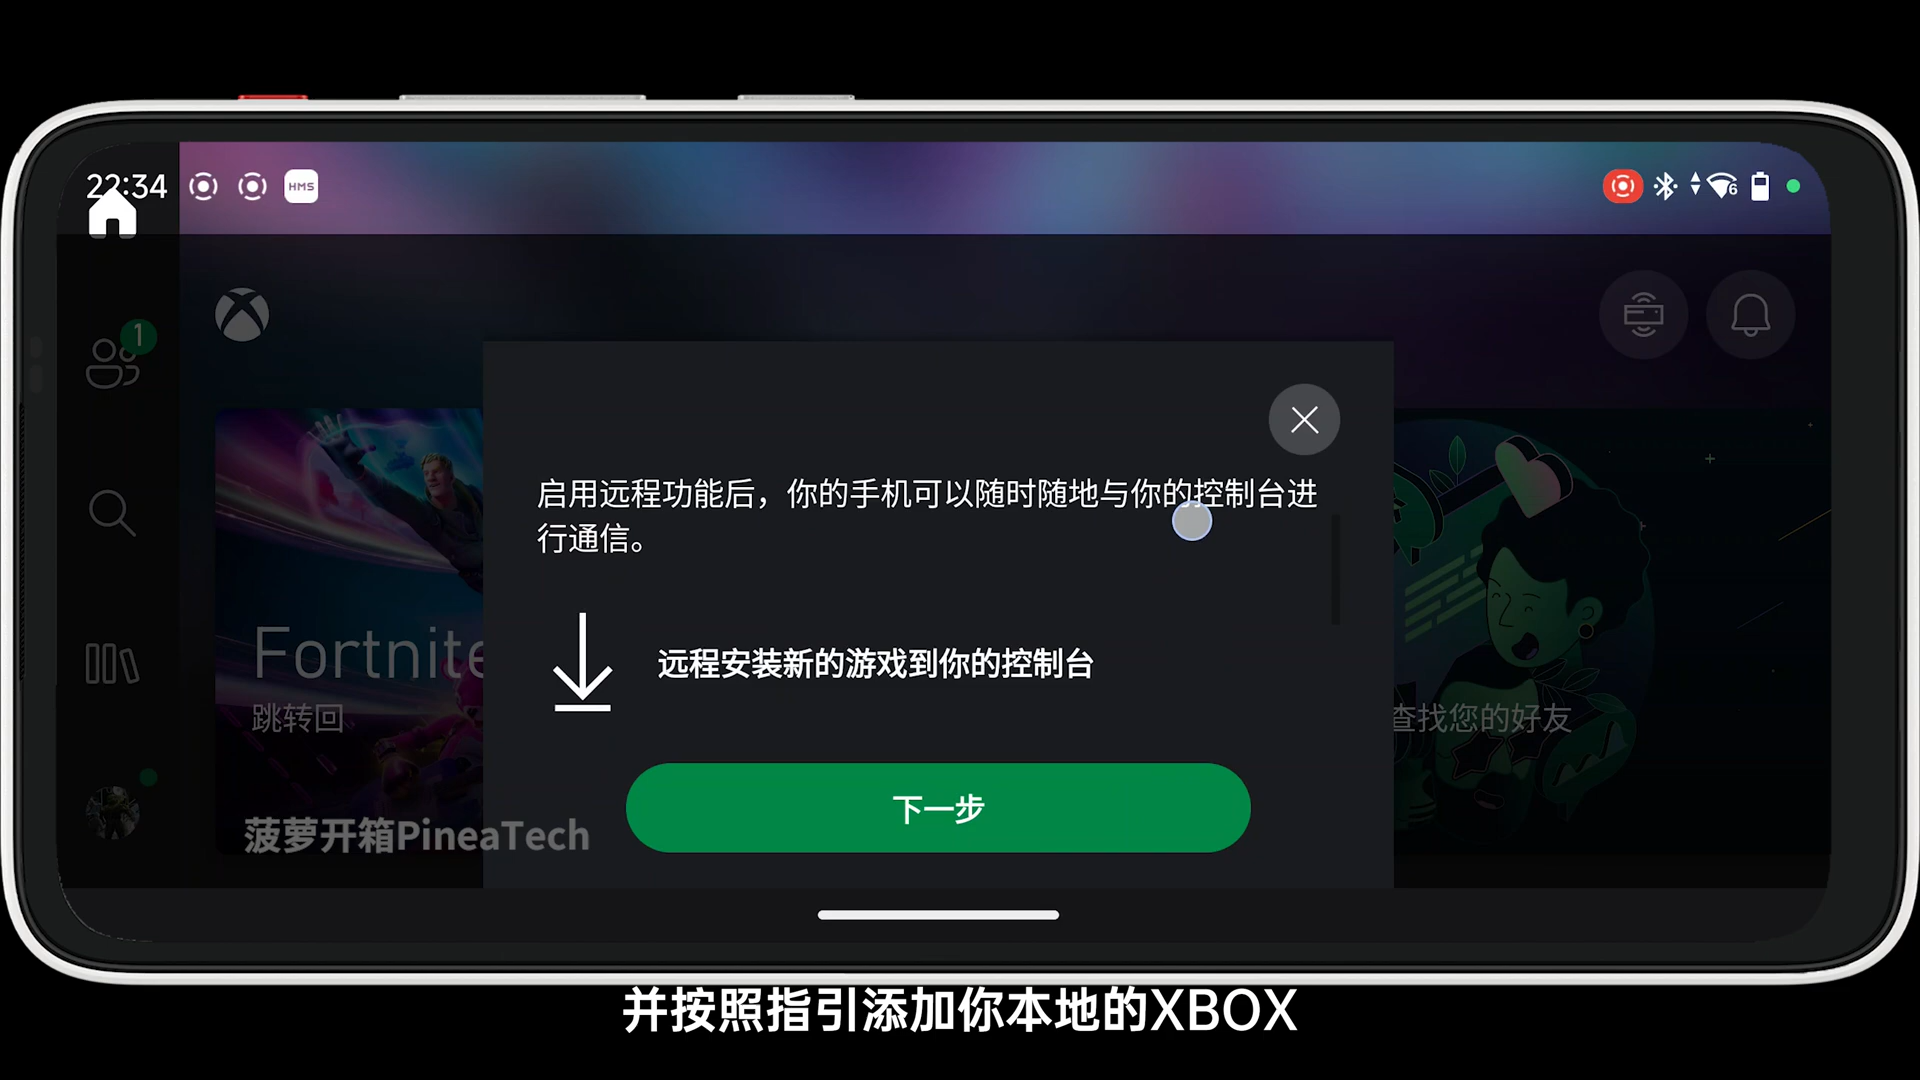 22:34
HMS
6
1
启用远程功能后，你的手机可以随时随地与你的控制台进
行通信。
远程安装新的游戏到你的控制台
Fortnite
跳转回
查找您的好友
下一步
菠萝开箱PineaTech
并按照指引添加你本地的XBOX